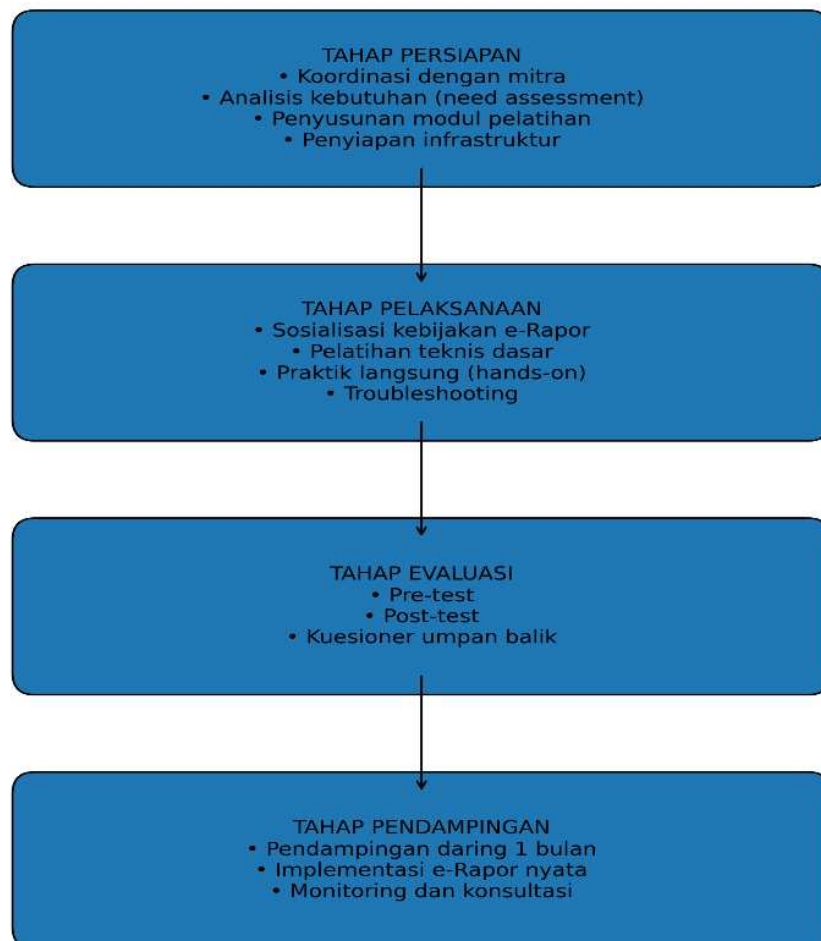 TAHAP PERSIAPAN
• Koordinasi dengan mitra
• Analisis kebutuhan (need assessment)
• Penyusunan modul pelatihan
• Penyiapan infrastruktur
TAHAP PELAKSANAAN
• Sosialisasi kebijakan e-Rapor
• Pelatihan teknis dasar
• Praktik langsung (hands-on)
• Troubleshooting
TAHAP EVALUASI
• Pre-test
• Post-test
• Kuesioner umpan balik
TAHAP PENDAMPINGAN
• Pendampingan daring 1 bulan
• Implementasi e-Rapor nyata
• Monitoring dan konsultasi